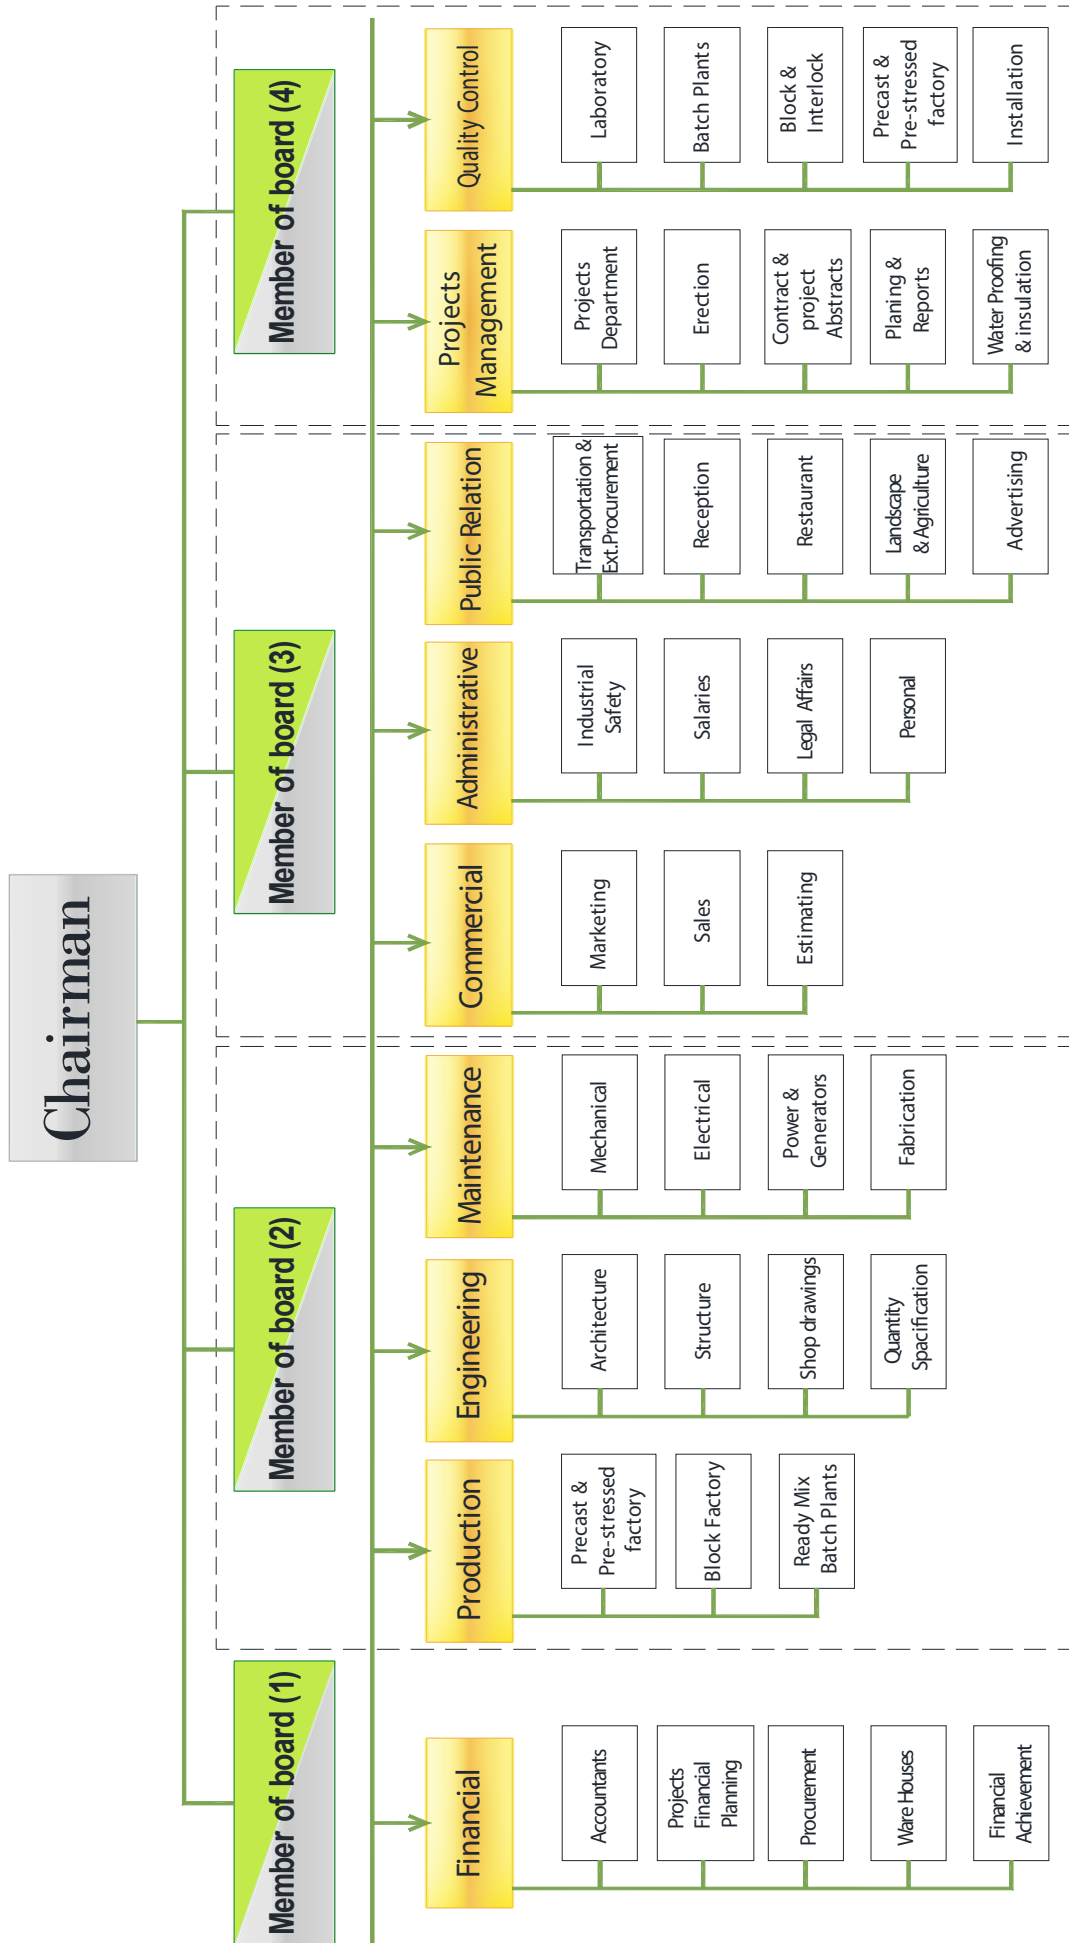 Chairman
Member of board (1)
Member of board (2)
Member of board (3)
Member of board (4)
Financial
Accountants
Projects
Financial
Planning
Procurement
Ware Houses
Financial
Achievement
Production
Precast &
Pre-stressed
factory
Block Factory
Ready Mix
Batch Plants
Engineering
Architecture
Structure
Shop drawings
Quantity
Spacification
Maintenance
Mechanical
Electrical
Power &
Generators
Fabrication
Commercial
Marketing
Sales
Estimating
Administrative
Industrial
Safety
Salaries
Legal Affairs
Personal
Public Relation
Transportation &
Ext.Procurement
Reception
Restaurant
Landscape
& Agriculture
Advertising
Projects
Management
Projects
Department
Erection
Contract &
project
Abstracts
Planing &
Reports
Water Proofing
& insulation
Quality Control
Laboratory
Batch Plants
Block &
Interlock
Precast &
Pre-stressed
factory
Installation